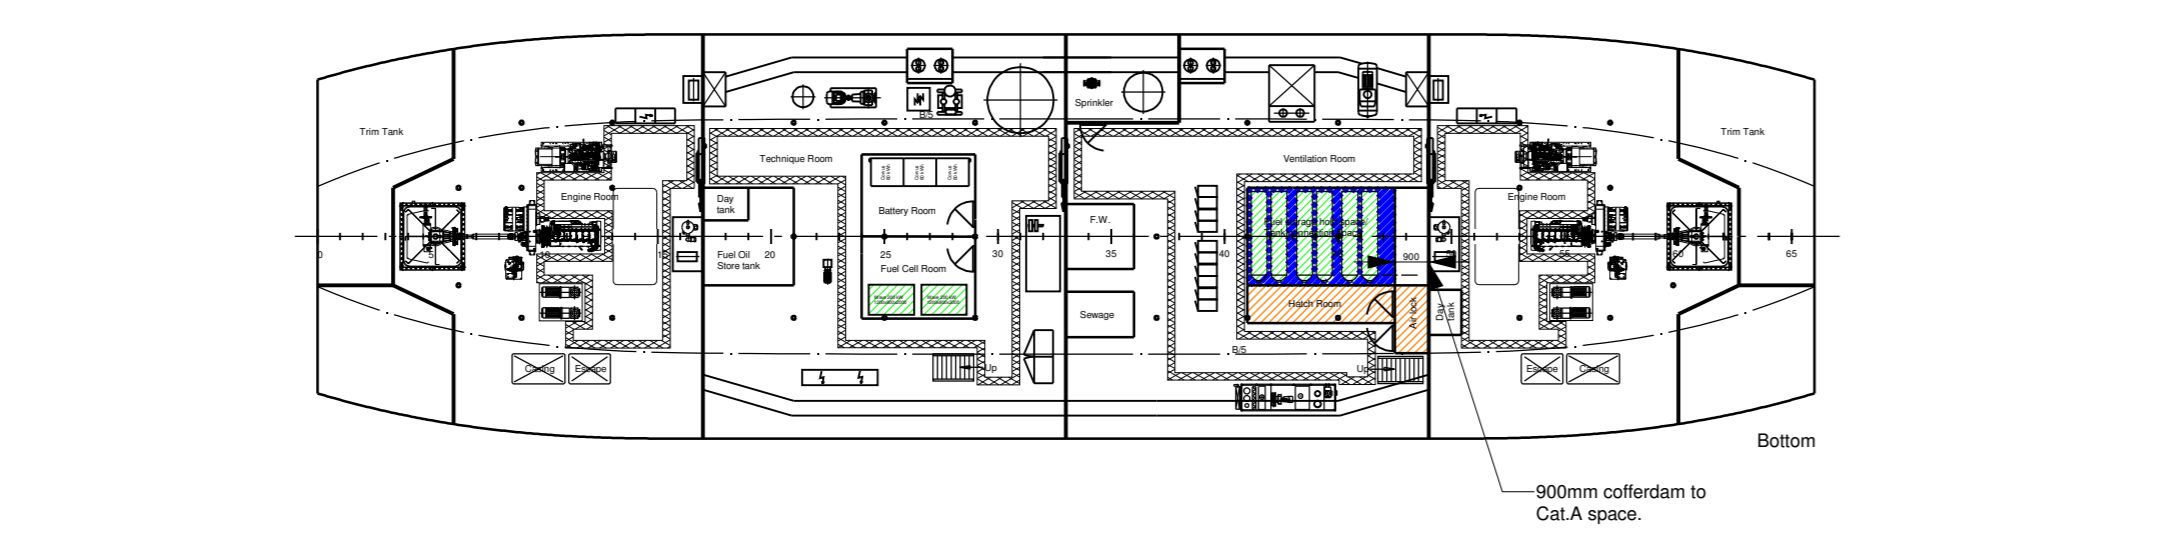 Trim Tank
Sprinkler
B/5
Trim Tank
Technique Room
Ventilation Room
Engine Room
Day
tank
Battery Room
F.W.
Engine Room
Fuel Oil
Store tank
Fuel Cell Room
0
5
10
15
20
25
30
35
40
900
55
60
65
Hatch Room
Air lock
Day
tank
Sewage
B/5
Casing
Escape
Up
Up
Escape
Casing
Bottom
900mm cofferdam to
Cat.A space.